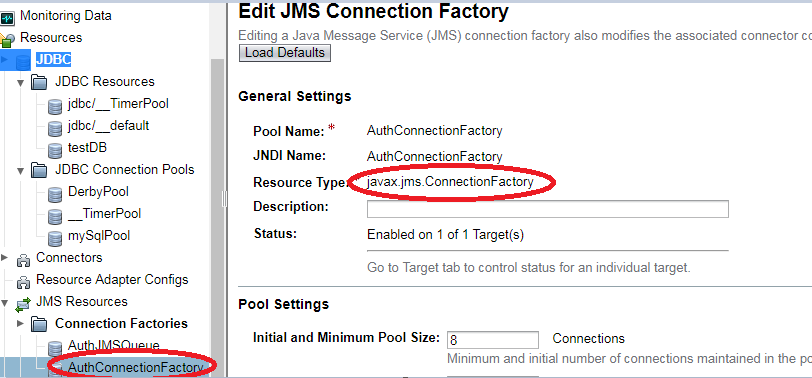 Monitoring Data
Resources
JDBC
JDBC Resources
jdbc/__TimerPool
jdbc/__default
testDB
JDBC Connection Pools
DerbyPool
__TimerPool
mySqlPool
Connectors
Resource Adapter Configs
JMS Resources
Connection Factories
AuthJMSQueue
AuthConnectionFactory
Edit JMS Connection Factory
Editing a Java Message Service (JMS) connection factory also modifies the associated connector co
Load Defaults
General Settings
Pool Name: * AuthConnectionFactory
JNDI Name: AuthConnectionFactory
Resource Type: javax.jms.ConnectionFactory
Description:
Status: Enabled on 1 of 1 Target(s)
Go to Target tab to control status for an individual target.
Pool Settings
Initial and Minimum Pool Size: 8 Connections
Minimum and initial number of connections maintained in the po